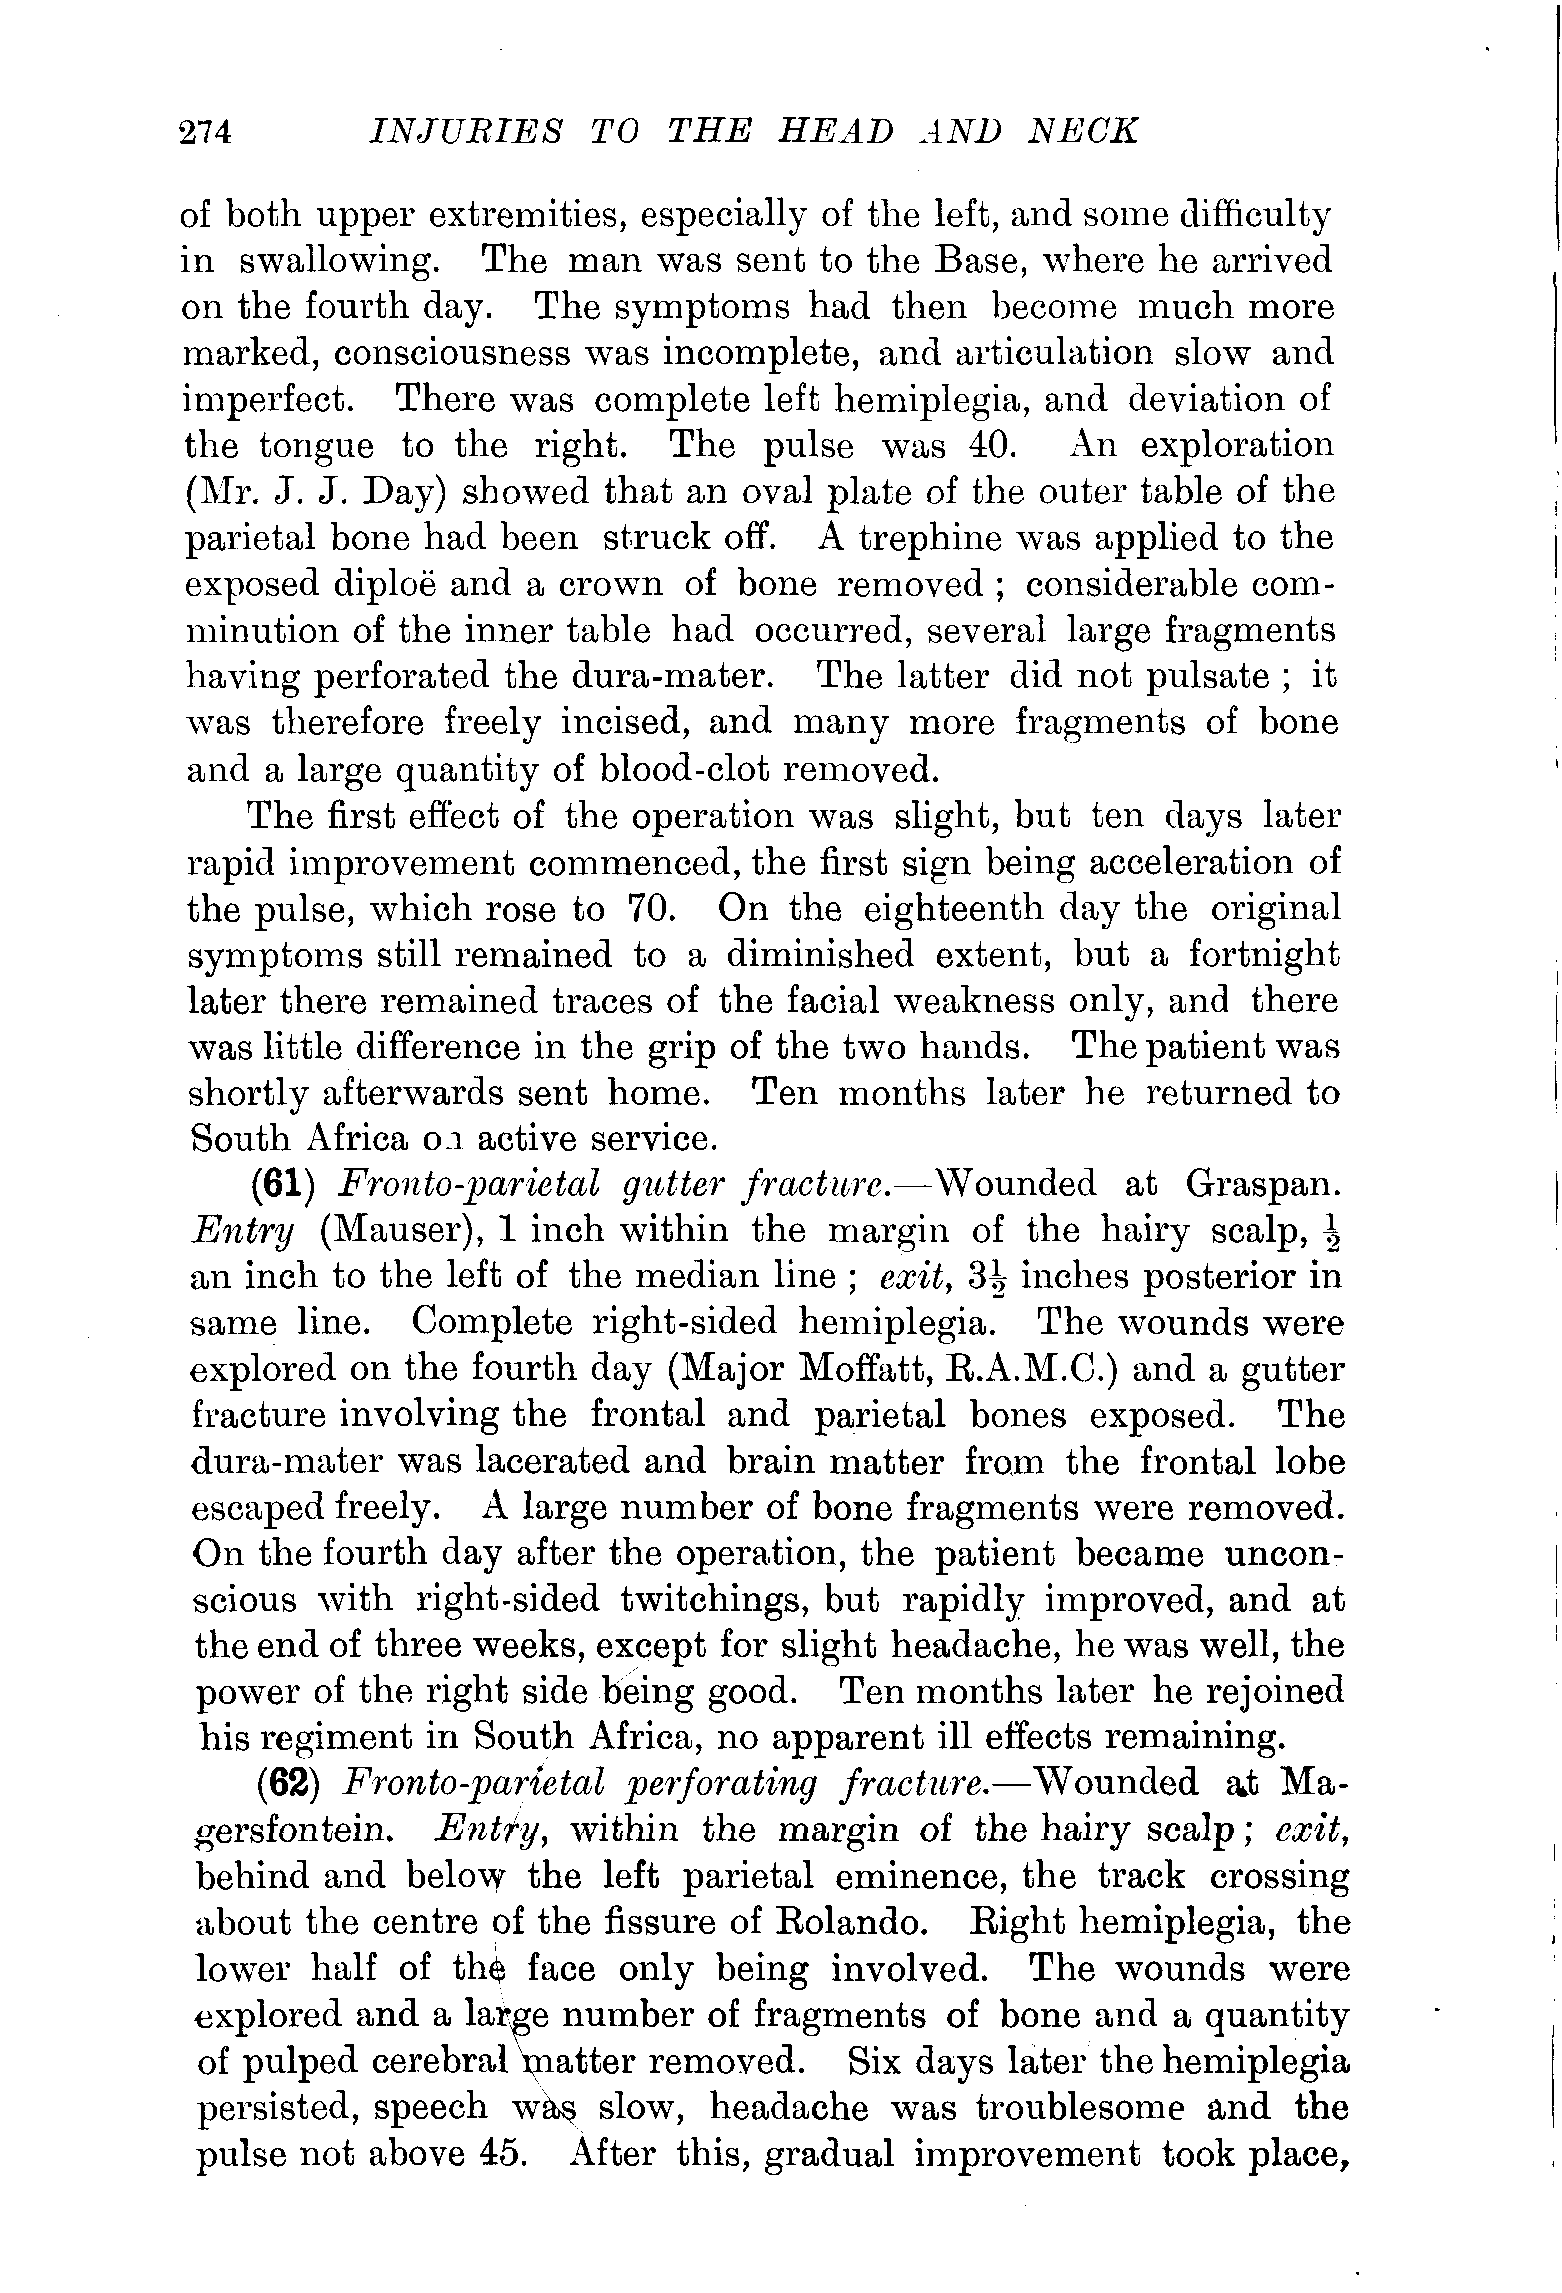 274 INJURIES TO THE HEAD AND NECK
of both upper extremities, especially of the left, and some difficulty
in swallowing. The man was sent to the Base, where he arrived
on the fourth day. The symptoms had then become much more
marked, consciousness was incomplete, and articulation slow and
imperfect. There was complete left hemiplegia, and deviation of
the tongue to the right. The pulse was 40. An exploration
(Mr. J. J. Day) showed that an oval plate of the outer table of the
parietal bone had been struck off. A trephine was applied to the
exposed diploë and a crown of bone removed ; considerable com-
minution of the inner table had occurred, several large fragments
having perforated the dura-mater. The latter did not pulsate ; it
was therefore freely incised, and many more fragments of bone
and a large quantity of blood-clot removed.
The first effect of the operation was slight, but ten days later
rapid improvement commenced, the first sign being acceleration of
the pulse, which rose to 70. On the eighteenth day the original
symptoms still remained to a diminished extent, but a fortnight
later there remained traces of the facial weakness only, and there
was little difference in the grip of the two hands. The patient was
shortly afterwards sent home. Ten months later he returned to
South Africa on active service.
(61) Fronto-parietal gutter fracture.—Wounded at Graspan.
Entry (Mauser), 1 inch within the margin of the hairy scalp, ½
an inch to the left of the median line ; exit, 3½ inches posterior in
same line. Complete right-sided hemiplegia. The wounds were
explored on the fourth day (Major Moffatt, R.A.M.C.) and a gutter
fracture involving the frontal and parietal bones exposed. The
dura-mater was lacerated and brain matter from the frontal lobe
escaped freely. A large number of bone fragments were removed.
On the fourth day after the operation, the patient became uncon-
scious with right-sided twitchings, but rapidly improved, and at
the end of three weeks, except for slight headache, he was well, the
power of the right side being good. Ten months later he rejoined
his regiment in South Africa, no apparent ill effects remaining.
(62) Fronto-parietal perforating fracture.—Wounded at Ma-
gersfontein. Entry, within the margin of the hairy scalp ; exit,
behind and below the left parietal eminence, the track crossing
about the centre of the fissure of Rolando. Right hemiplegia, the
lower half of the face only being involved. The wounds were
explored and a large number of fragments of bone and a quantity
of pulped cerebral matter removed. Six days later the hemiplegia
persisted, speech was slow, headache was troublesome and the
pulse not above 45. After this, gradual improvement took place,